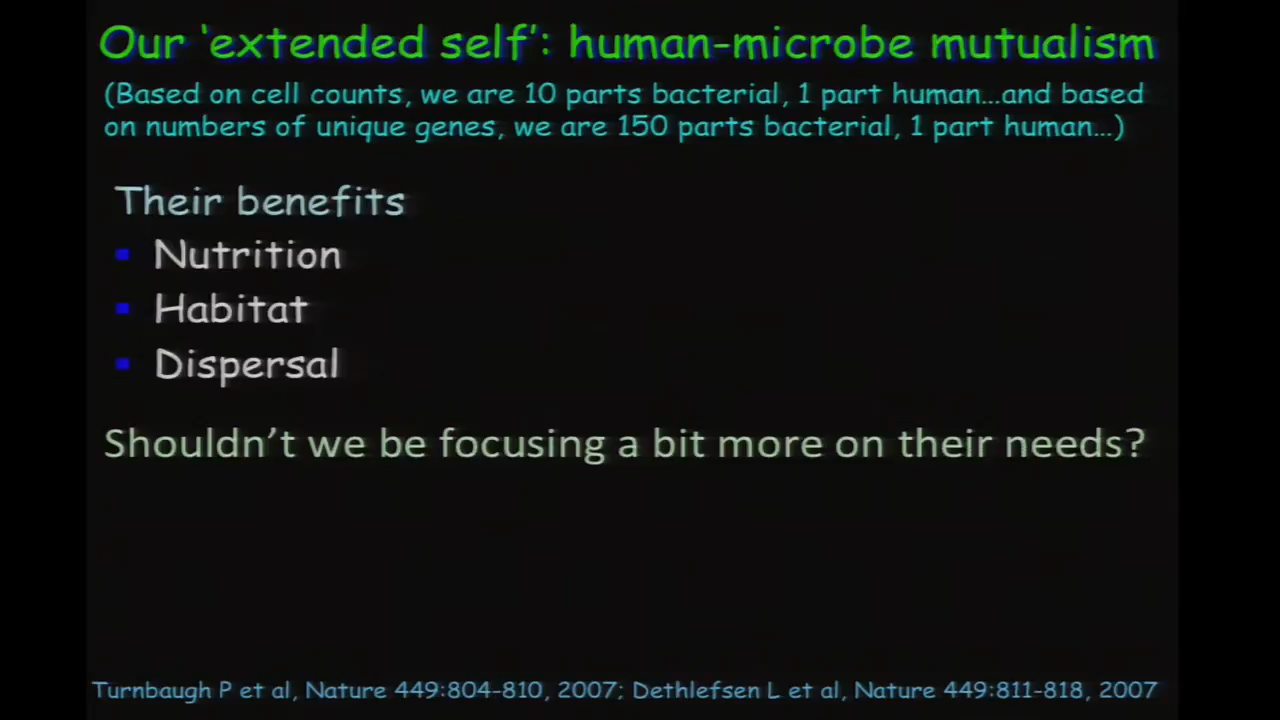 Our ‘extended self’: human-microbe mutualism
(Based on cell counts, we are 10 parts bacterial, 1 part human…and based
on numbers of unique genes, we are 150 parts bacterial, 1 part human…)
Their benefits
▪ Nutrition
▪ Habitat
▪ Dispersal
Shouldn’t we be focusing a bit more on their needs?
Turnbaugh P et al, Nature 449:804-810, 2007; Dethlefsen L et al, Nature 449:811-818, 2007